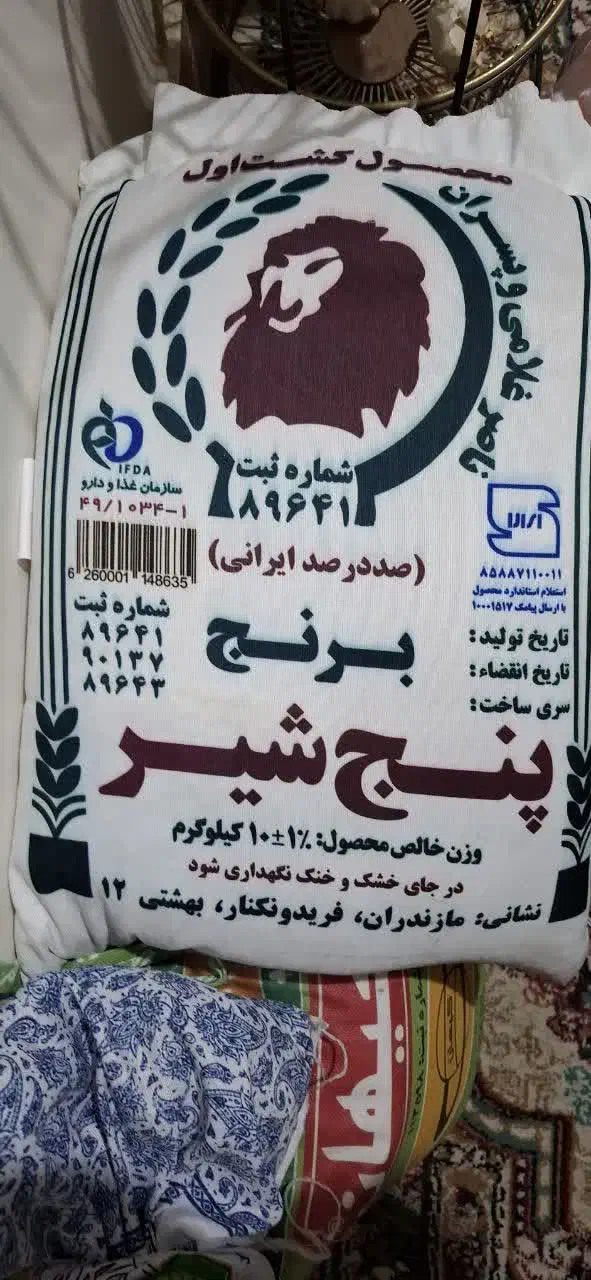 محصول کشت اول
ناصر غلامی و پسران
شماره ثبت
۸۹۶۴۱
IFDA
سازمان غذا و دارو
۴۹/۱۰۳۴-۱
6 260001 148635
شماره ثبت
۸۹۶۴۱
۹۰۱۳۷
۸۹۶۴۳
(صددرصد ایرانی)
۸۵۸۸۷۱۱۰۰۱۱
استعلام استاندارد محصول
با ارسال پیامک ۱۰۰۰۱۵۱۷
تاریخ تولید:
تاریخ انقضاء:
سری ساخت:
برنج
پنج شیر
وزن خالص محصول: ۱٪±۱۰ کیلوگرم
در جای خشک و خنک نگهداری شود
نشانی: مازندران، فریدونکنار، بهشتی ۱۲